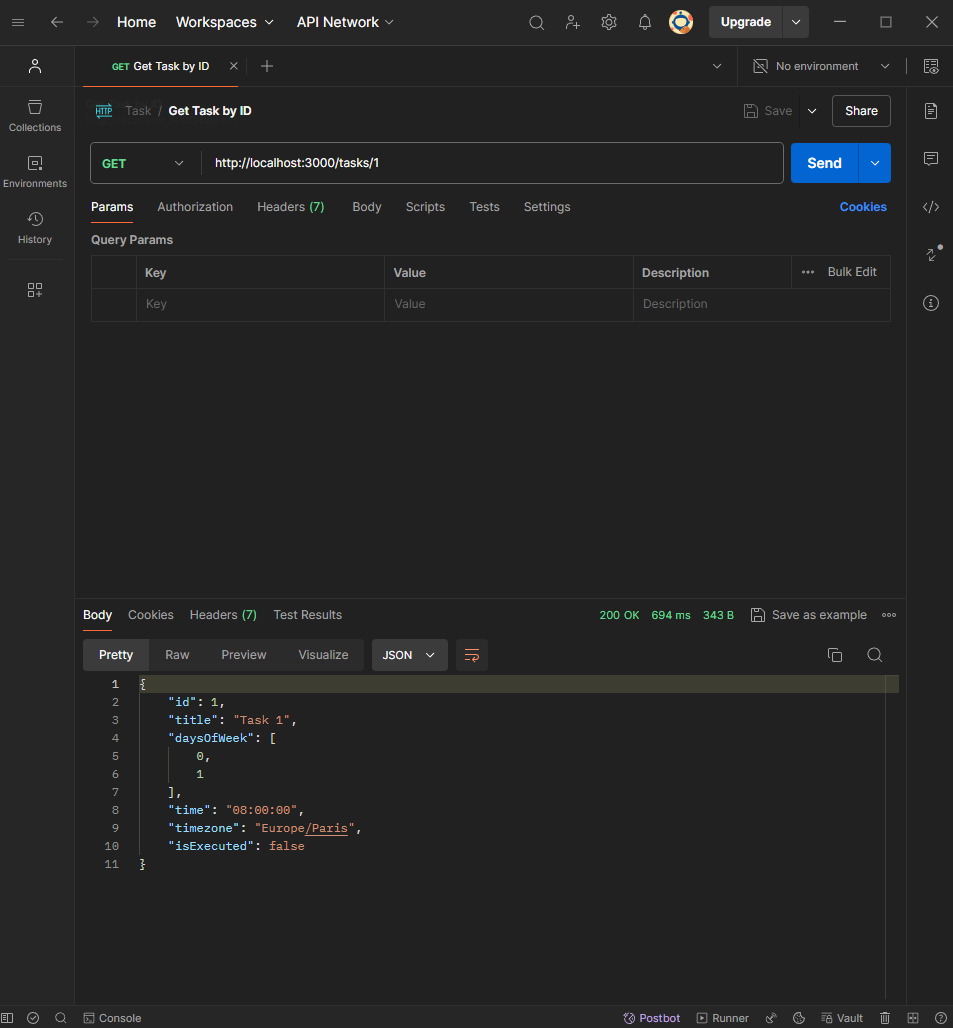 Home Workspaces API Network Upgrade
GET Get Task by ID No environment
HTTP Task / Get Task by ID Save Share
Collections
GET http://localhost:3000/tasks/1 Send
Environments
Params Authorization Headers (7) Body Scripts Tests Settings Cookies
History
Query Params
Key Value Description ••• Bulk Edit
Key Value Description
Body Cookies Headers (7) Test Results 200 OK 694 ms 343 B Save as example
Pretty Raw Preview Visualize JSON
1 {
2 "id": 1,
3 "title": "Task 1",
4 "daysOfWeek": [
5 0,
6 1
7 ],
8 "time": "08:00:00",
9 "timezone": "Europe/Paris",
10 "isExecuted": false
11 }
Console Postbot Runner Vault